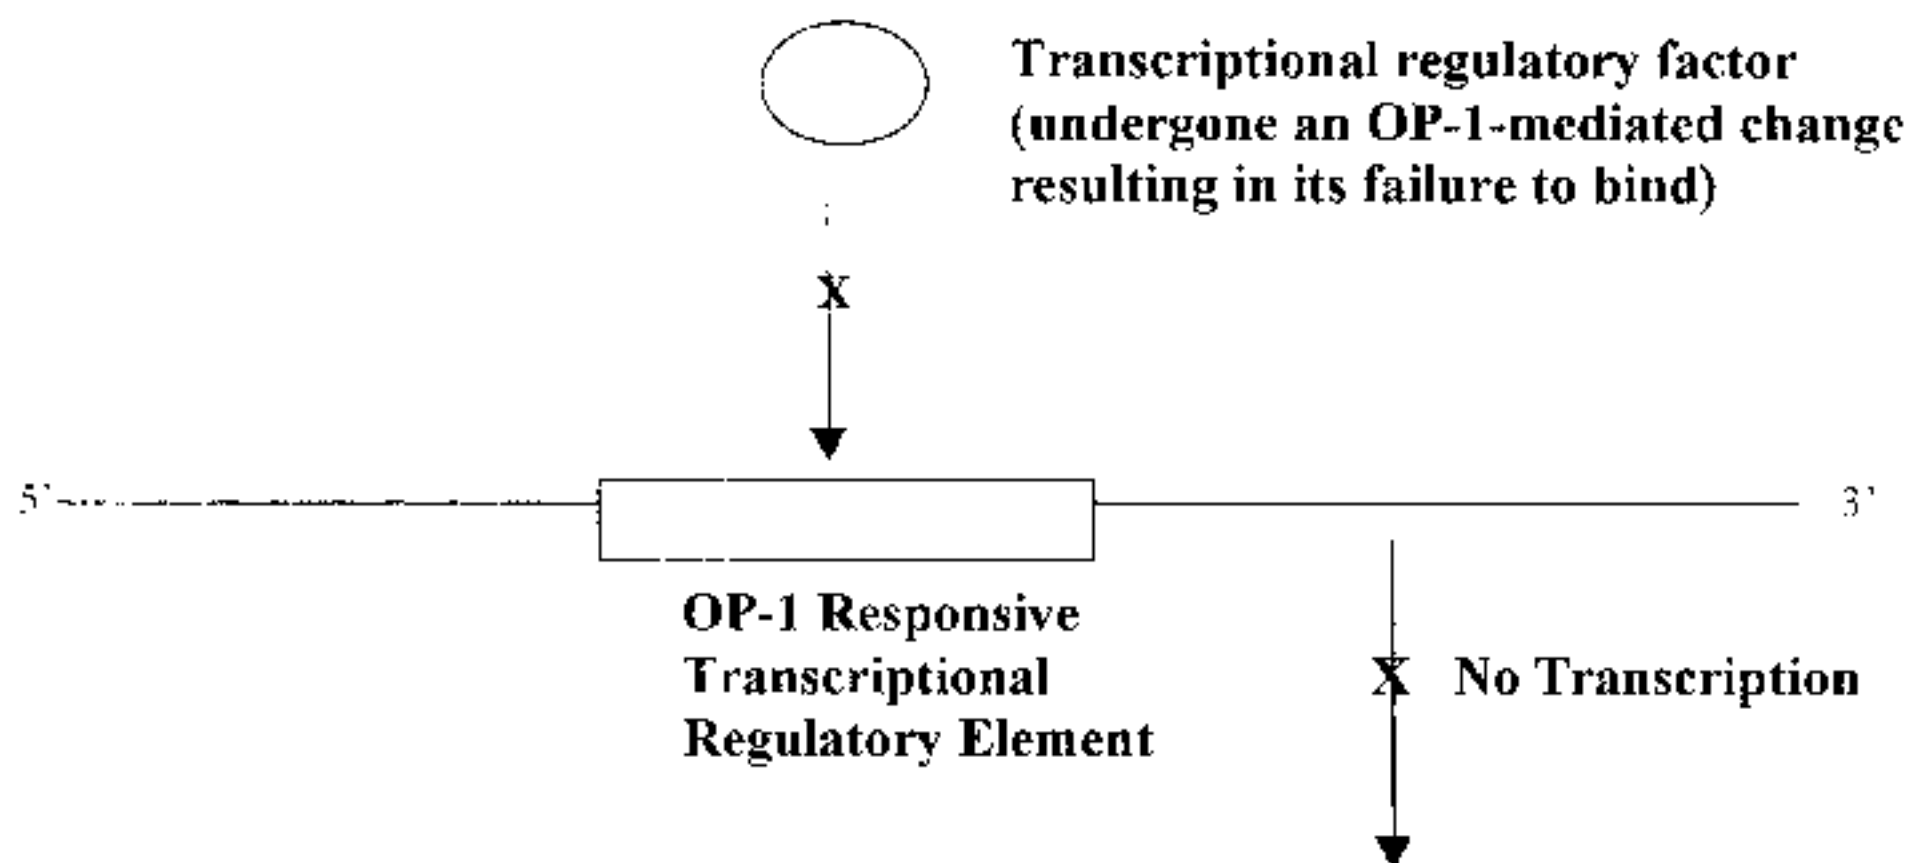 Transcriptional regulatory factor
(undergone an OP-1-mediated change
resulting in its failure to bind)
X
5' 3'
OP-1 Responsive
Transcriptional
Regulatory Element
X No Transcription